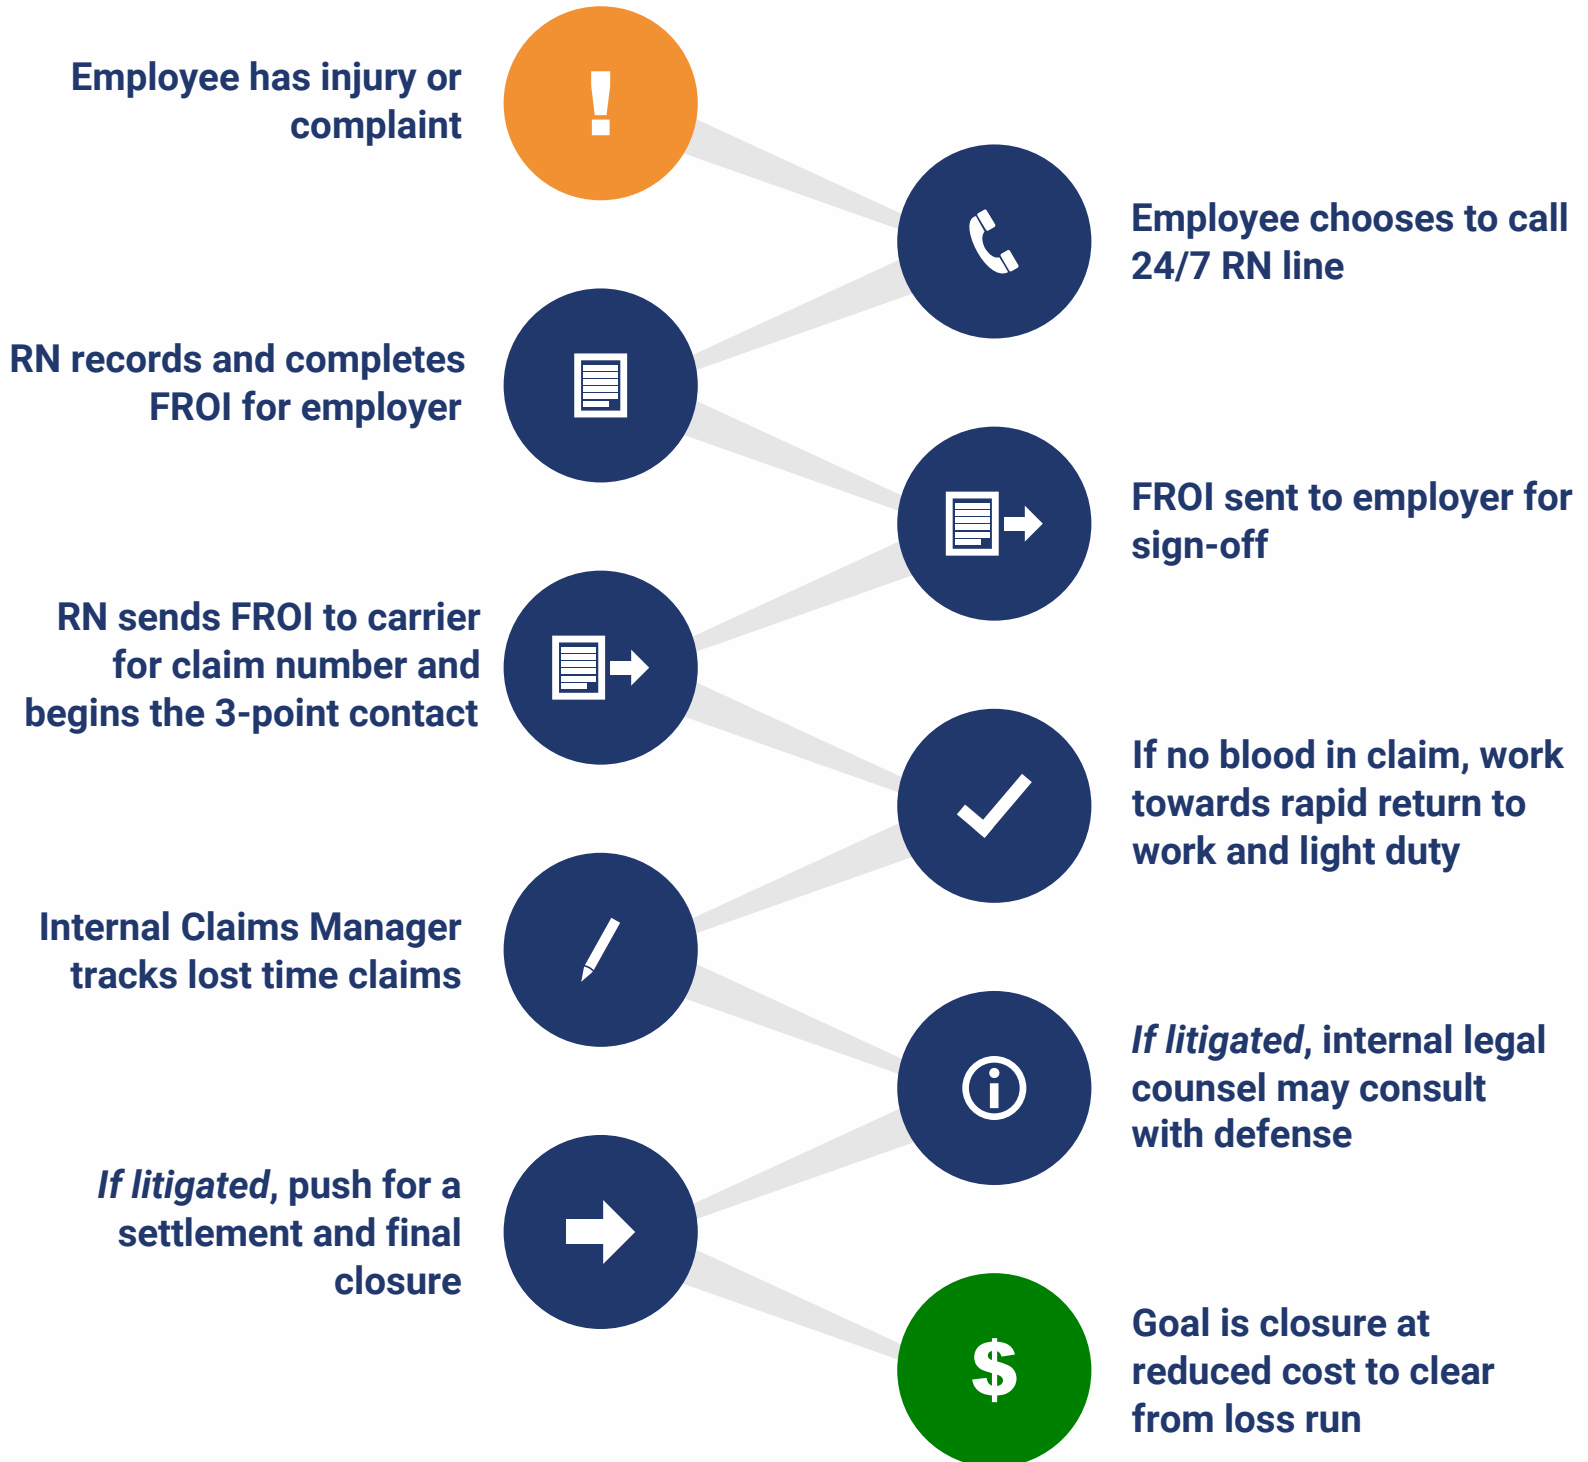 Employee has injury or
complaint
!
Employee chooses to call
24/7 RN line
RN records and completes
FROI for employer
FROI sent to employer for
sign-off
RN sends FROI to carrier
for claim number and
begins the 3-point contact
If no blood in claim, work
towards rapid return to
work and light duty
Internal Claims Manager
tracks lost time claims
If litigated, internal legal
counsel may consult
with defense
i
If litigated, push for a
settlement and final
closure
$
Goal is closure at
reduced cost to clear
from loss run